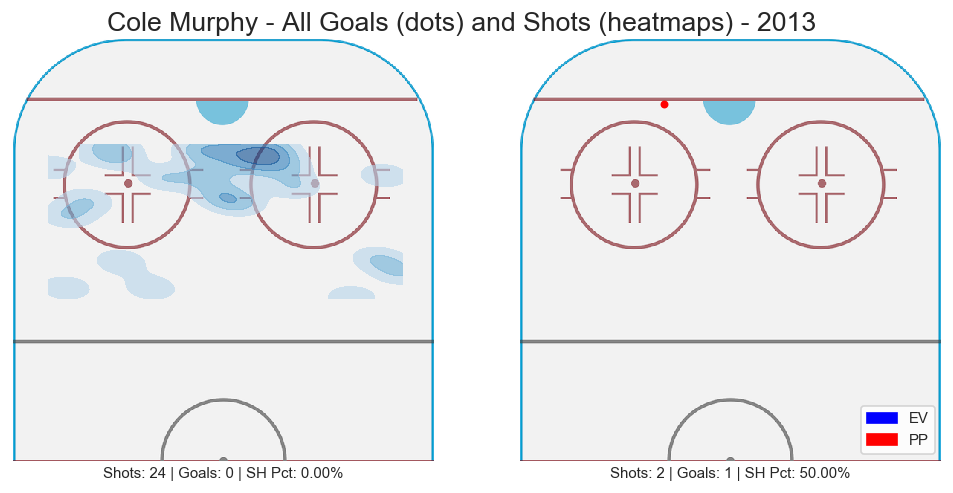 Cole Murphy - All Goals (dots) and Shots (heatmaps) - 2013
EV
PP
Shots: 24 | Goals: 0 | SH Pct: 0.00%
Shots: 2 | Goals: 1 | SH Pct: 50.00%